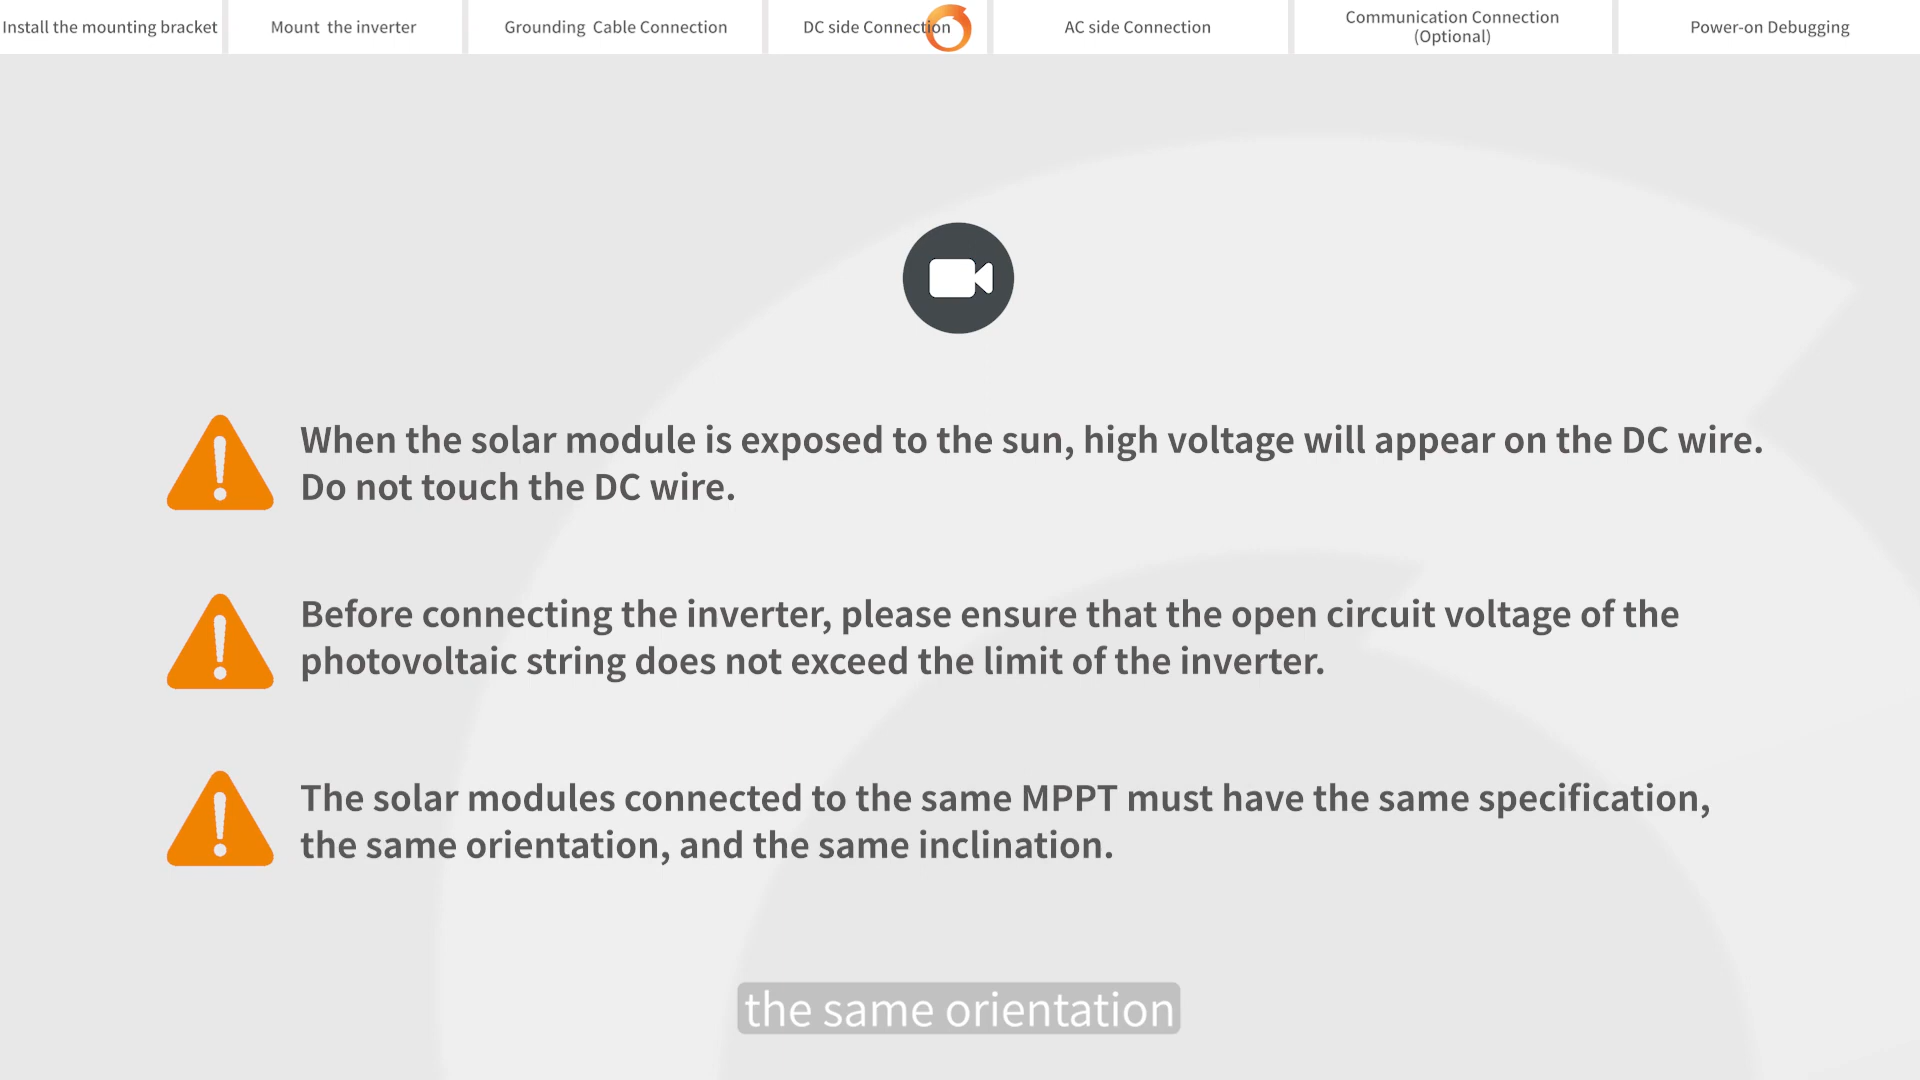 Install the mounting bracket
Mount the inverter
Grounding Cable Connection
DC side Connection
AC side Connection
Communication Connection
(Optional)
Power-on Debugging
When the solar module is exposed to the sun, high voltage will appear on the DC wire.
Do not touch the DC wire.
Before connecting the inverter, please ensure that the open circuit voltage of the
photovoltaic string does not exceed the limit of the inverter.
The solar modules connected to the same MPPT must have the same specification,
the same orientation, and the same inclination.
the same orientation